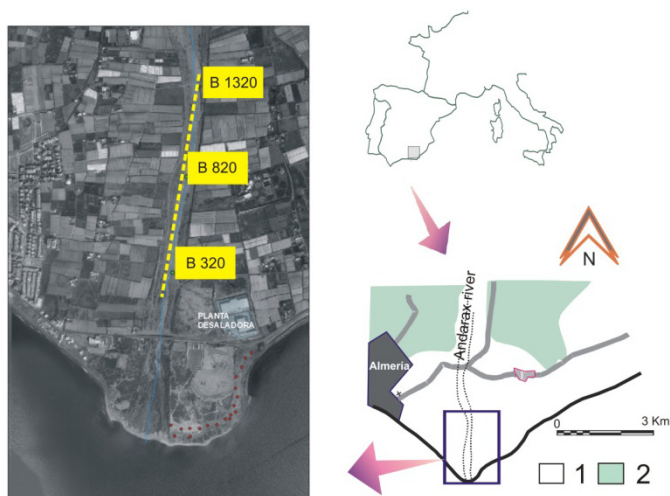 B 1320
B 820
B 320
PLANTA
DESALADORA
N
Andarax river
Almería
0 3 Km
1 2